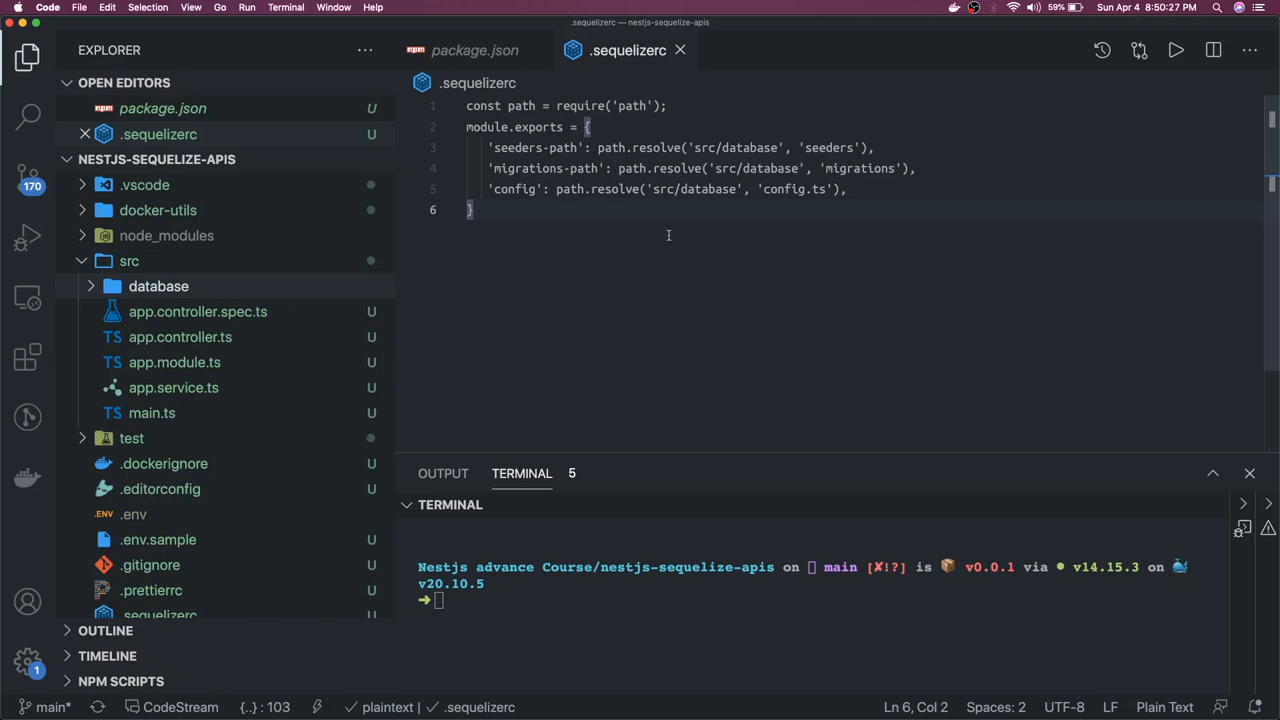 Code File Edit Selection View Go Run Terminal Window Help 59% Sun Apr 4 8:50:27 PM
.sequelizerc — nestjs-sequelize-apis
EXPLORER
package.json
.sequelizerc
OPEN EDITORS
package.json U
.sequelizerc U
NESTJS-SEQUELIZE-APIS
.vscode
docker-utils
node_modules
src
database
app.controller.spec.ts U
app.controller.ts U
app.module.ts U
app.service.ts U
main.ts U
test
.dockerignore U
.editorconfig U
.ENV .env
.env.sample U
.gitignore U
.prettierrc U
.sequelizerc U
OUTLINE
TIMELINE
NPM SCRIPTS
170
1
.sequelizerc
1 const path = require('path');
2 module.exports = {
3 'seeders-path': path.resolve('src/database', 'seeders'),
4 'migrations-path': path.resolve('src/database', 'migrations'),
5 'config': path.resolve('src/database', 'config.ts'),
6 }
OUTPUT TERMINAL 5
TERMINAL
Nestjs advance Course/nestjs-sequelize-apis on main [✘!?] is 📦 v0.0.1 via ⬢ v14.15.3 on 🐳
v20.10.5
➜
main* CodeStream {..} : 103 plaintext | ✓ .sequelizerc Ln 6, Col 2 Spaces: 2 UTF-8 LF Plain Text